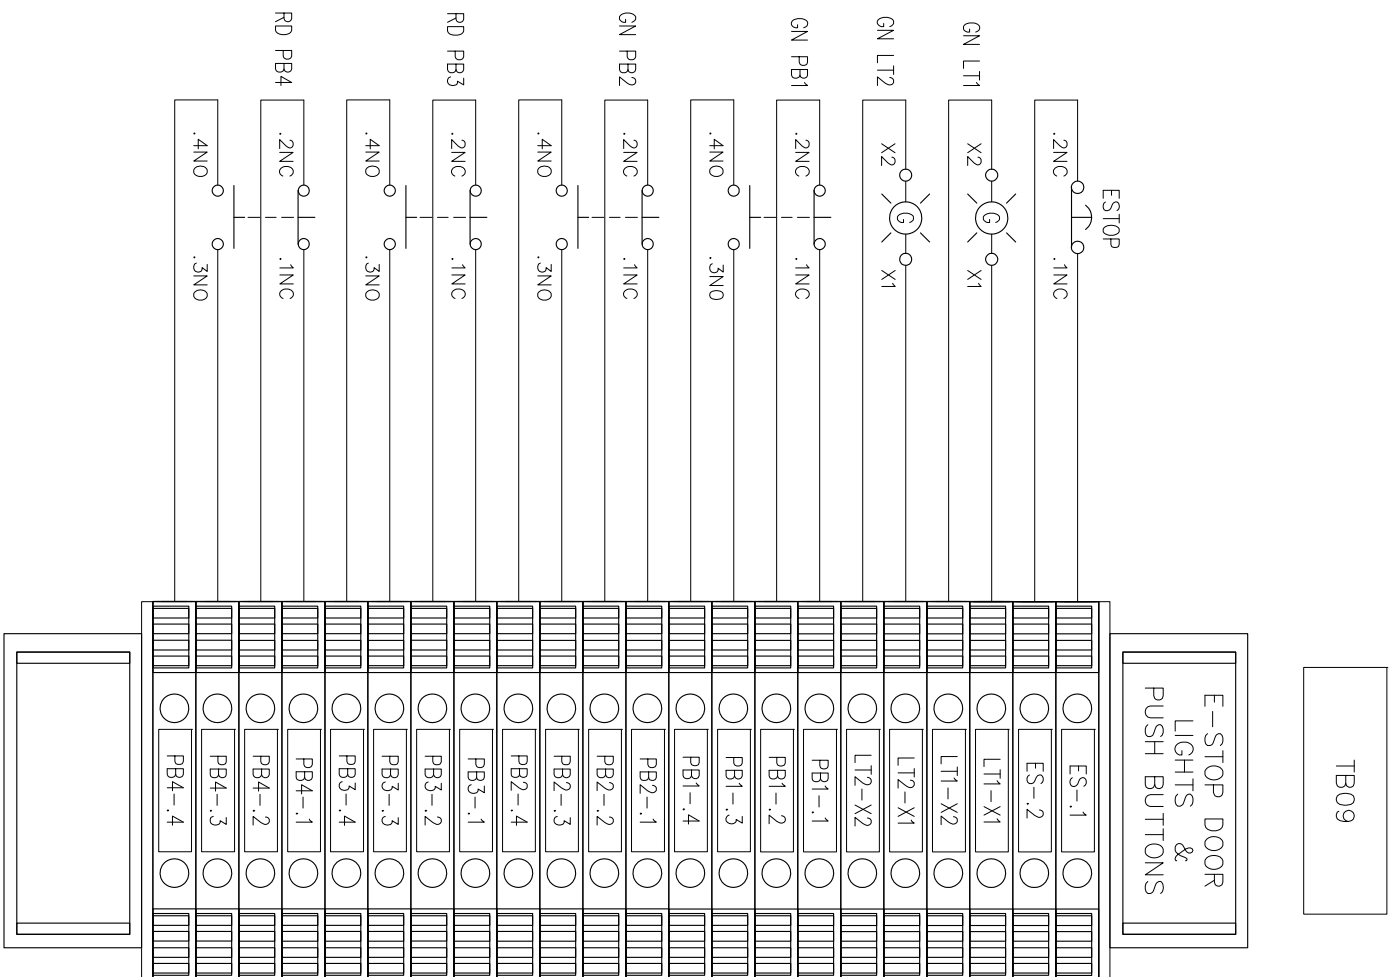 TB09
E-STOP DOOR
LIGHTS &
PUSH BUTTONS
ESTOP
.2NC
.1NC
ES-.1
ES-.2
GN LT1
X2
G
X1
LT1-X1
LT1-X2
GN LT2
X2
G
X1
LT2-X1
LT2-X2
GN PB1
.2NC
.1NC
.4NO
.3NO
PB1-.1
PB1-.2
PB1-.3
PB1-.4
GN PB2
.2NC
.1NC
.4NO
.3NO
PB2-.1
PB2-.2
PB2-.3
PB2-.4
RD PB3
.2NC
.1NC
.4NO
.3NO
PB3-.1
PB3-.2
PB3-.3
PB3-.4
RD PB4
.2NC
.1NC
.4NO
.3NO
PB4-.1
PB4-.2
PB4-.3
PB4-.4